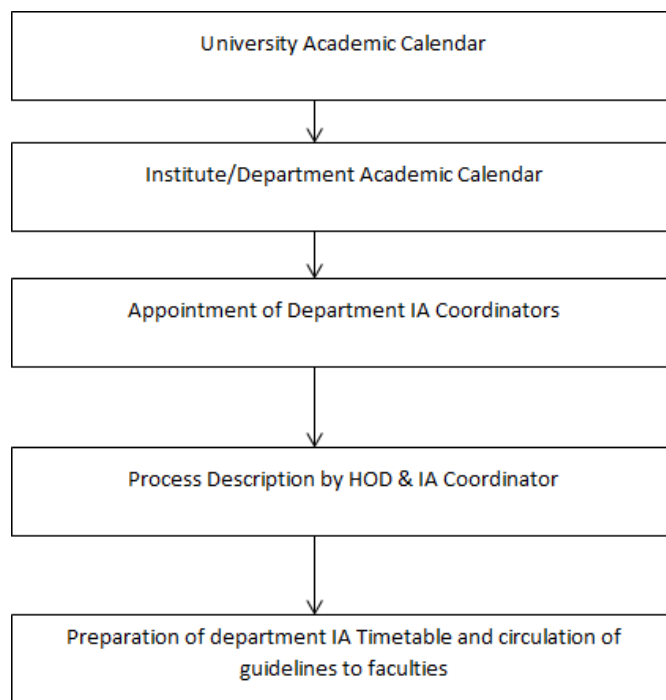 University Academic Calendar
Institute/Department Academic Calendar
Appointment of Department IA Coordinators
Process Description by HOD & IA Coordinator
Preparation of department IA Timetable and circulation of
guidelines to faculties